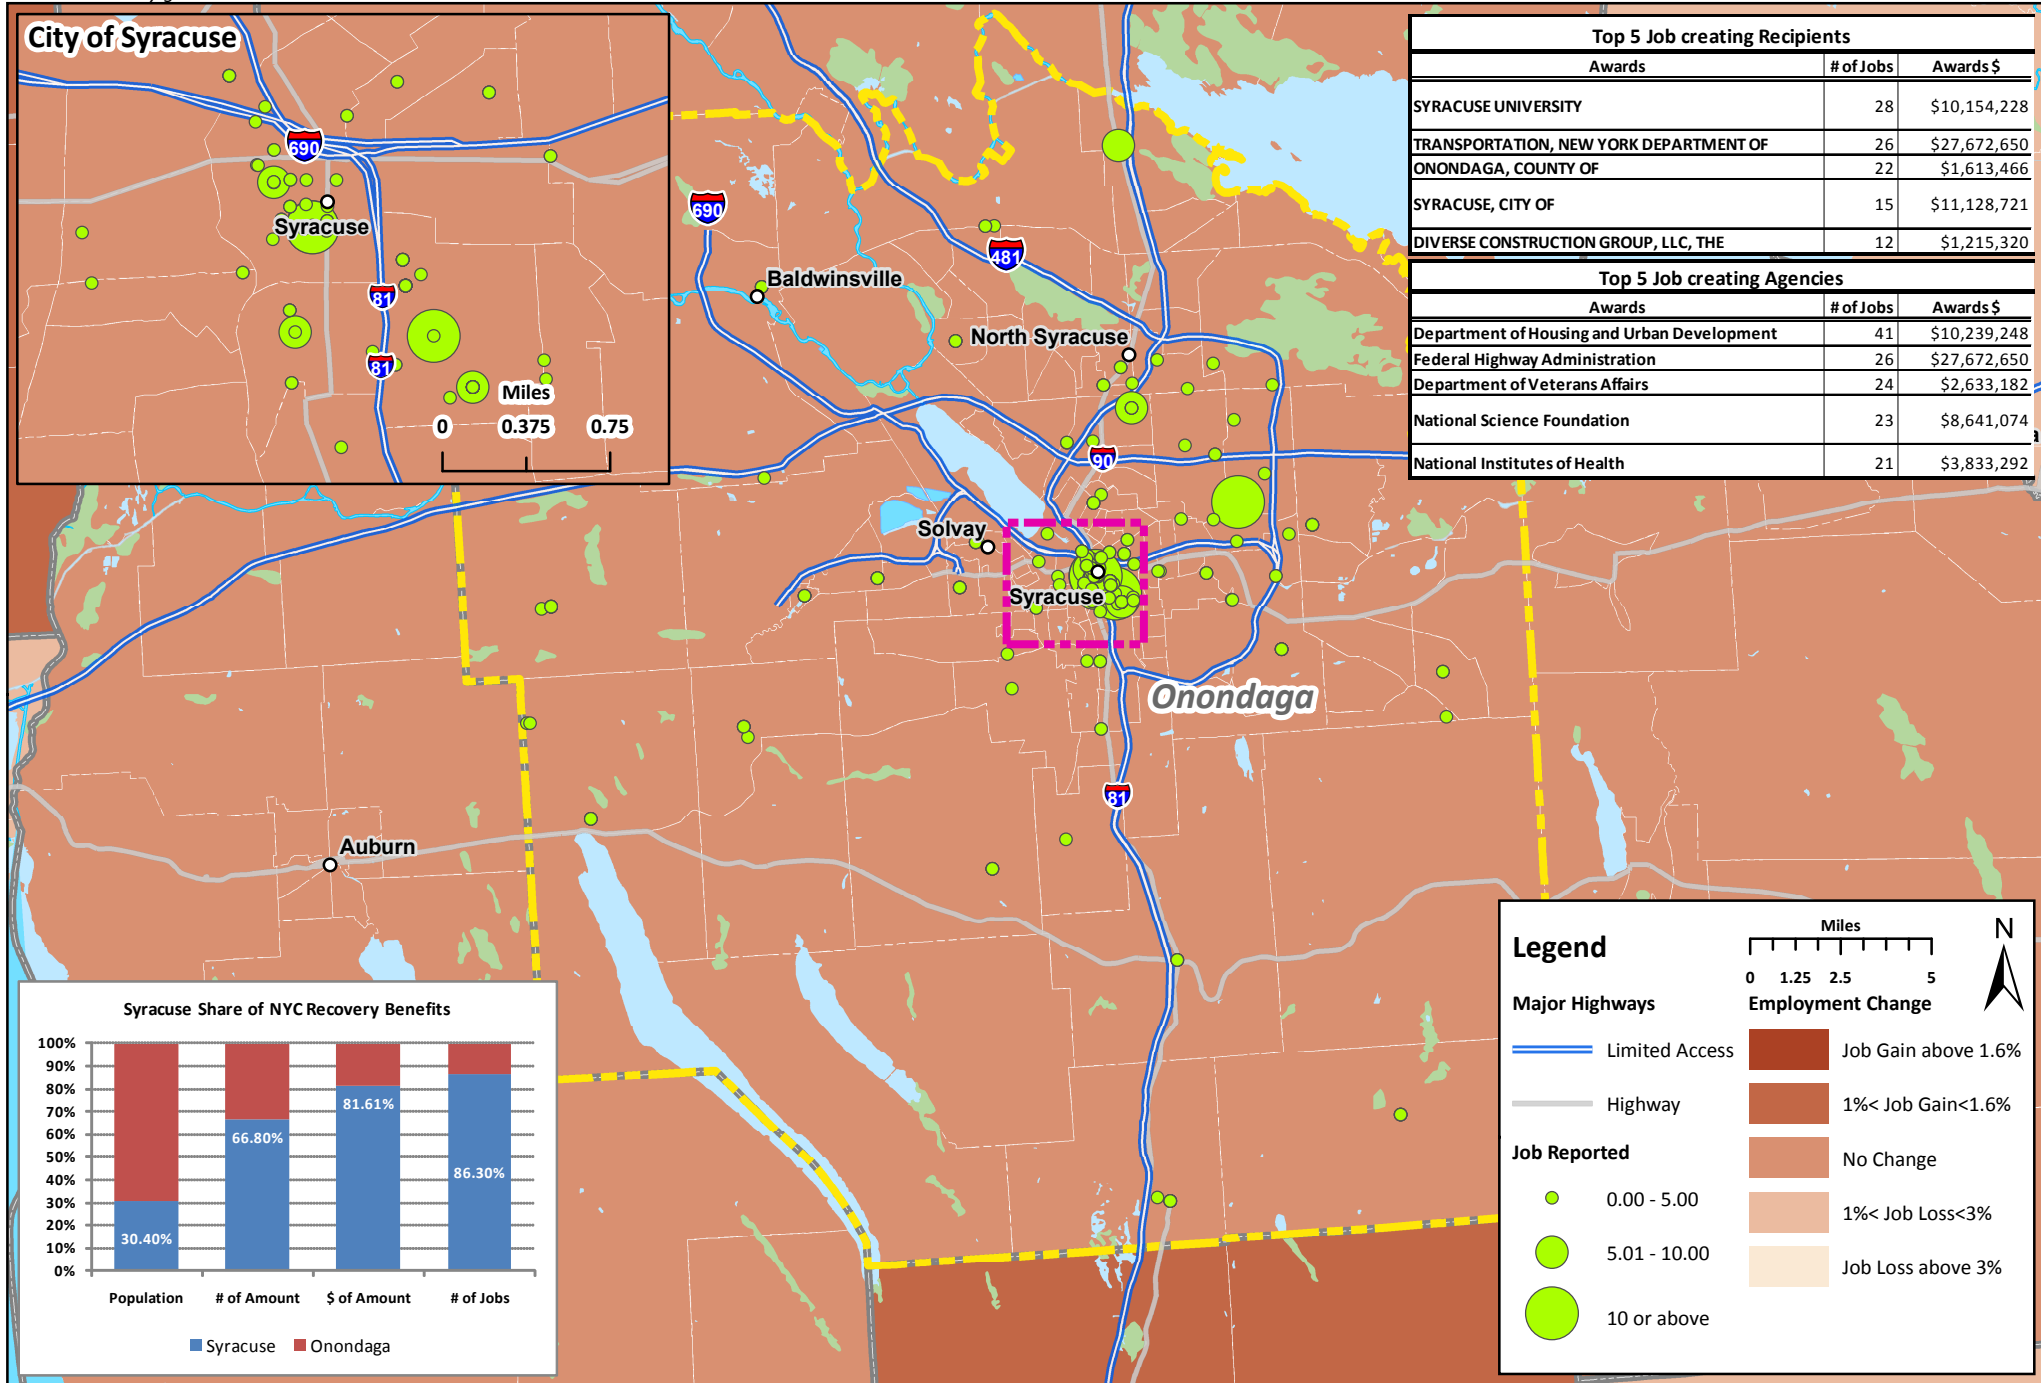 City of Syracuse
690
Syracuse
81
81
Miles
0 0.375 0.75
Top 5 Job creating Recipients
Awards # of Jobs Awards $
SYRACUSE UNIVERSITY 28 $10,154,228
TRANSPORTATION, NEW YORK DEPARTMENT OF 26 $27,672,650
ONONDAGA, COUNTY OF 22 $1,613,466
SYRACUSE, CITY OF 15 $11,128,721
DIVERSE CONSTRUCTION GROUP, LLC, THE 12 $1,215,320
Top 5 Job creating Agencies
Awards # of Jobs Awards $
Department of Housing and Urban Development 41 $10,239,248
Federal Highway Administration 26 $27,672,650
Department of Veterans Affairs 24 $2,633,182
National Science Foundation 23 $8,641,074
National Institutes of Health 21 $3,833,292
690
481
Baldwinsville
North Syracuse
90
Solvay
Syracuse
Onondaga
81
Auburn
Syracuse Share of NYC Recovery Benefits
100%
90%
80%
70%
60%
50%
40%
30%
20%
10%
0%
30.40%
66.80%
81.61%
86.30%
Population # of Amount $ of Amount # of Jobs
Syracuse Onondaga
Legend
Miles
0 1.25 2.5 5
N
Major Highways
Limited Access
Highway
Job Reported
0.00 - 5.00
5.01 - 10.00
10 or above
Employment Change
Job Gain above 1.6%
1%< Job Gain<1.6%
No Change
1%< Job Loss<3%
Job Loss above 3%